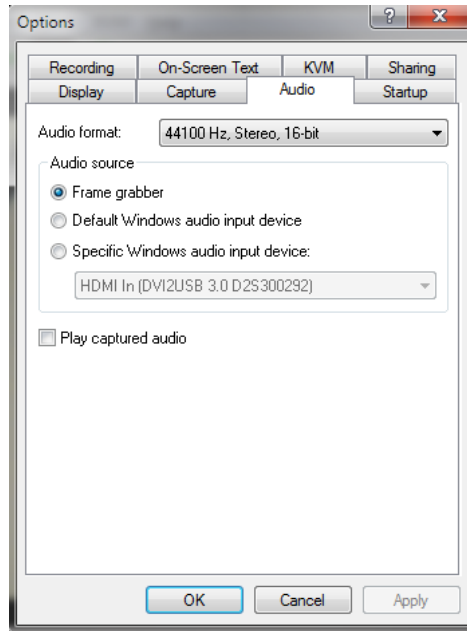 Options
Recording On-Screen Text KVM Sharing
Display Capture Audio Startup
Audio format: 44100 Hz, Stereo, 16-bit
Audio source
Frame grabber
Default Windows audio input device
Specific Windows audio input device:
HDMI In (DVI2USB 3.0 D2S300292)
Play captured audio
OK Cancel Apply